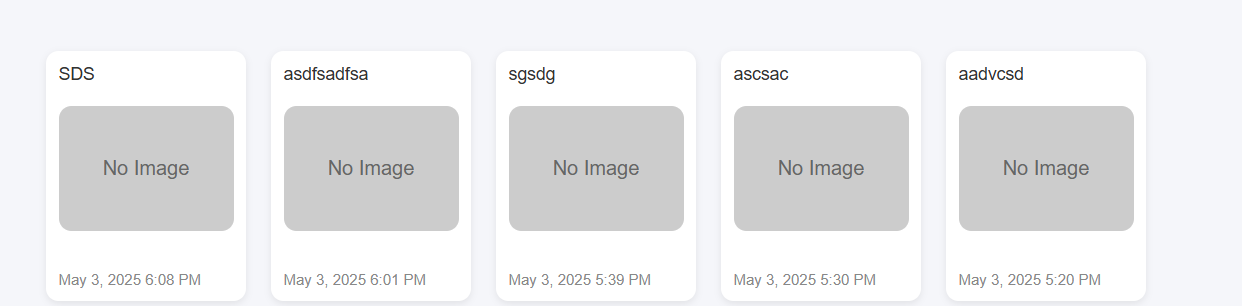 SDS
asdfsadfsa
sgsdg
ascsac
aadvcsd
No Image
No Image
No Image
No Image
No Image
May 3, 2025 6:08 PM
May 3, 2025 6:01 PM
May 3, 2025 5:39 PM
May 3, 2025 5:30 PM
May 3, 2025 5:20 PM